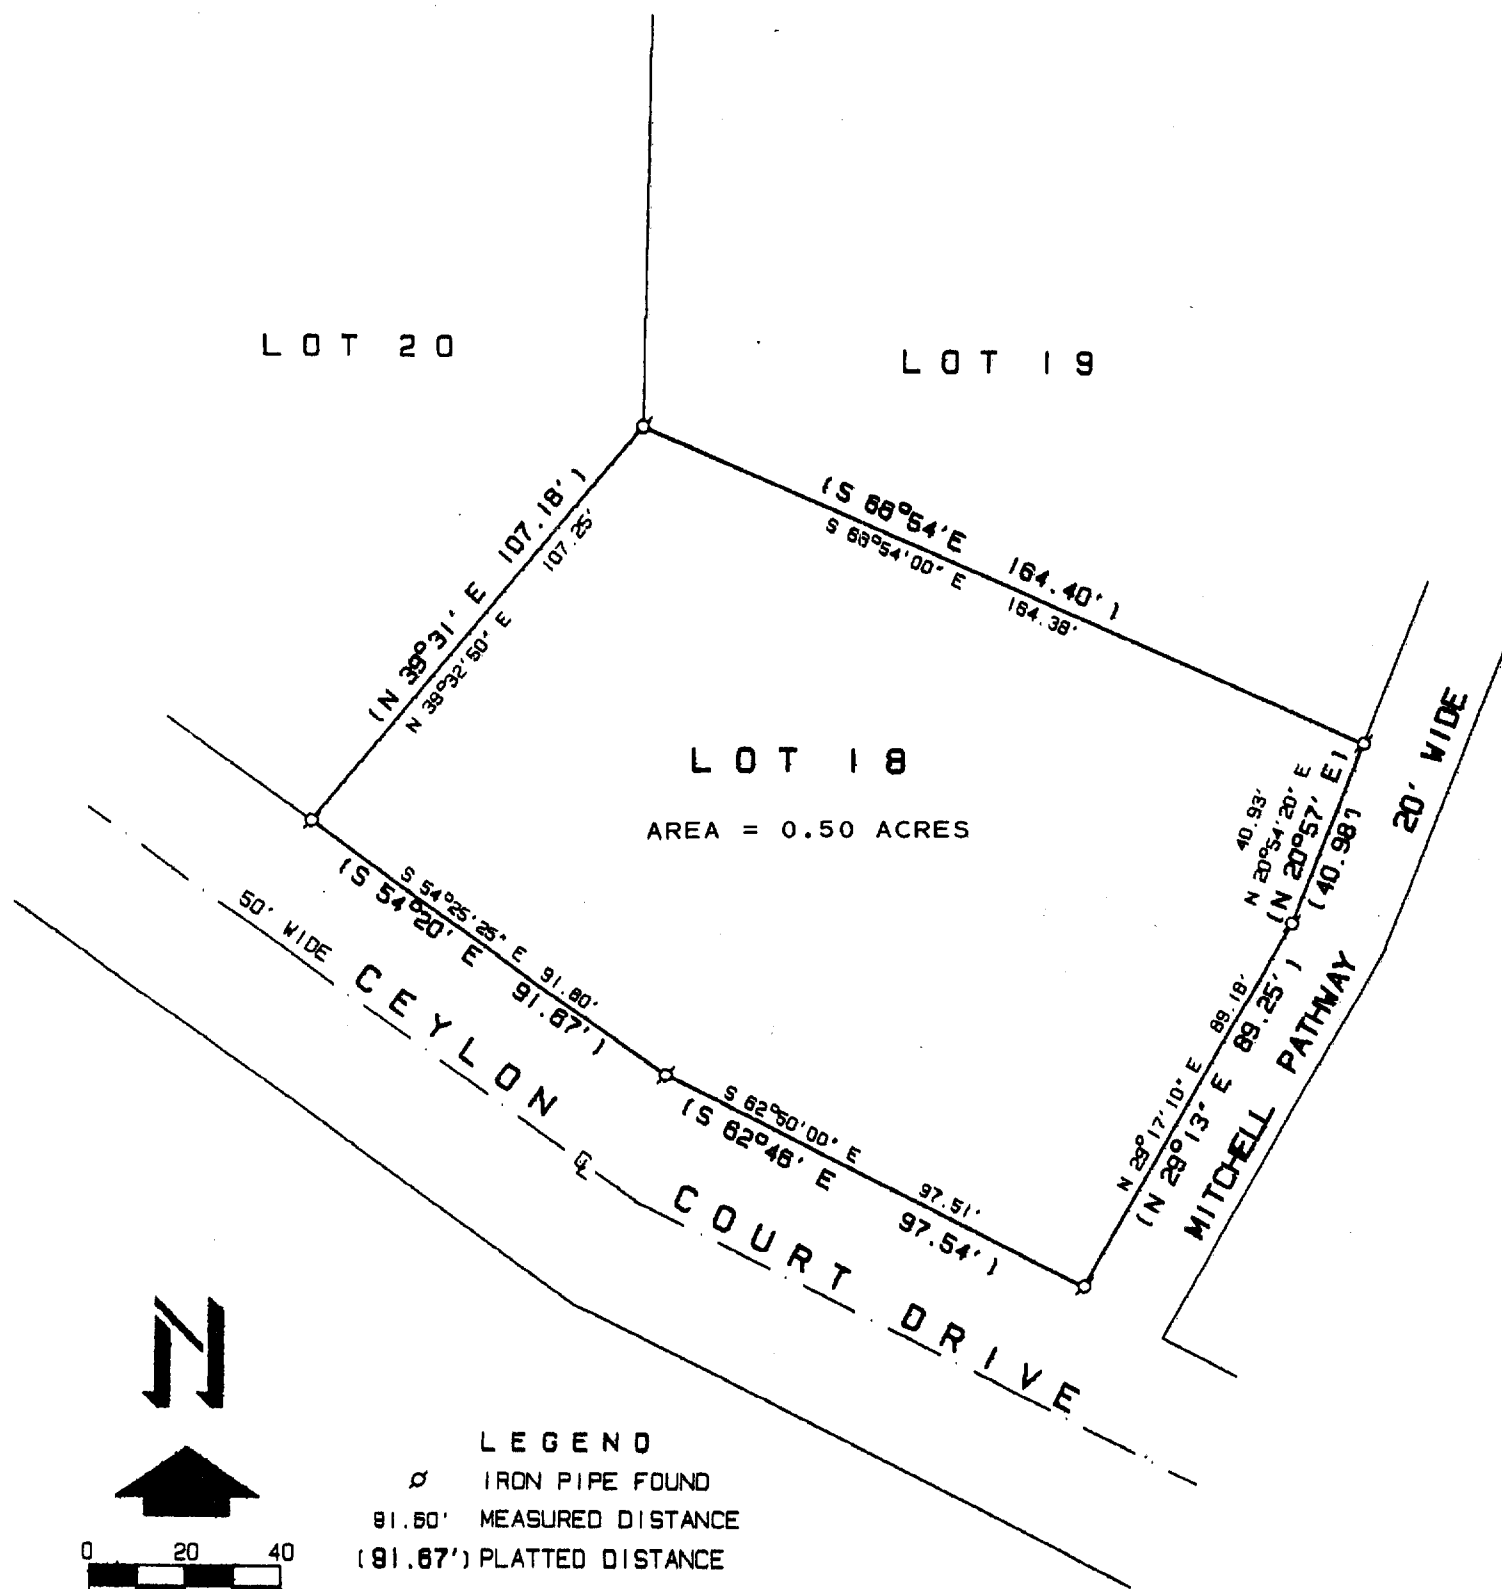 LOT 20
LOT 19
(S 68°54'E 164.40')
S 68°54'00" E 164.38'
(N 39°31' E 107.18')
N 39°32'50" E 107.25'
LOT 18
AREA = 0.50 ACRES
40.93'
N 20°54'20" E
(N 20°57' E)
(40.98')
20' WIDE
S 54°25'25" E 91.60'
(S 54°20' E 91.67')
50' WIDE
CEYLON COURT DRIVE
S 62°50'00" E 97.51'
(S 62°46' E 97.54')
N 29°17'10" E 89.18'
(N 29°13' E 89.25')
MITCHELL PATHWAY
N
LEGEND
IRON PIPE FOUND
91.60' MEASURED DISTANCE
(91.67') PLATTED DISTANCE
0 20 40